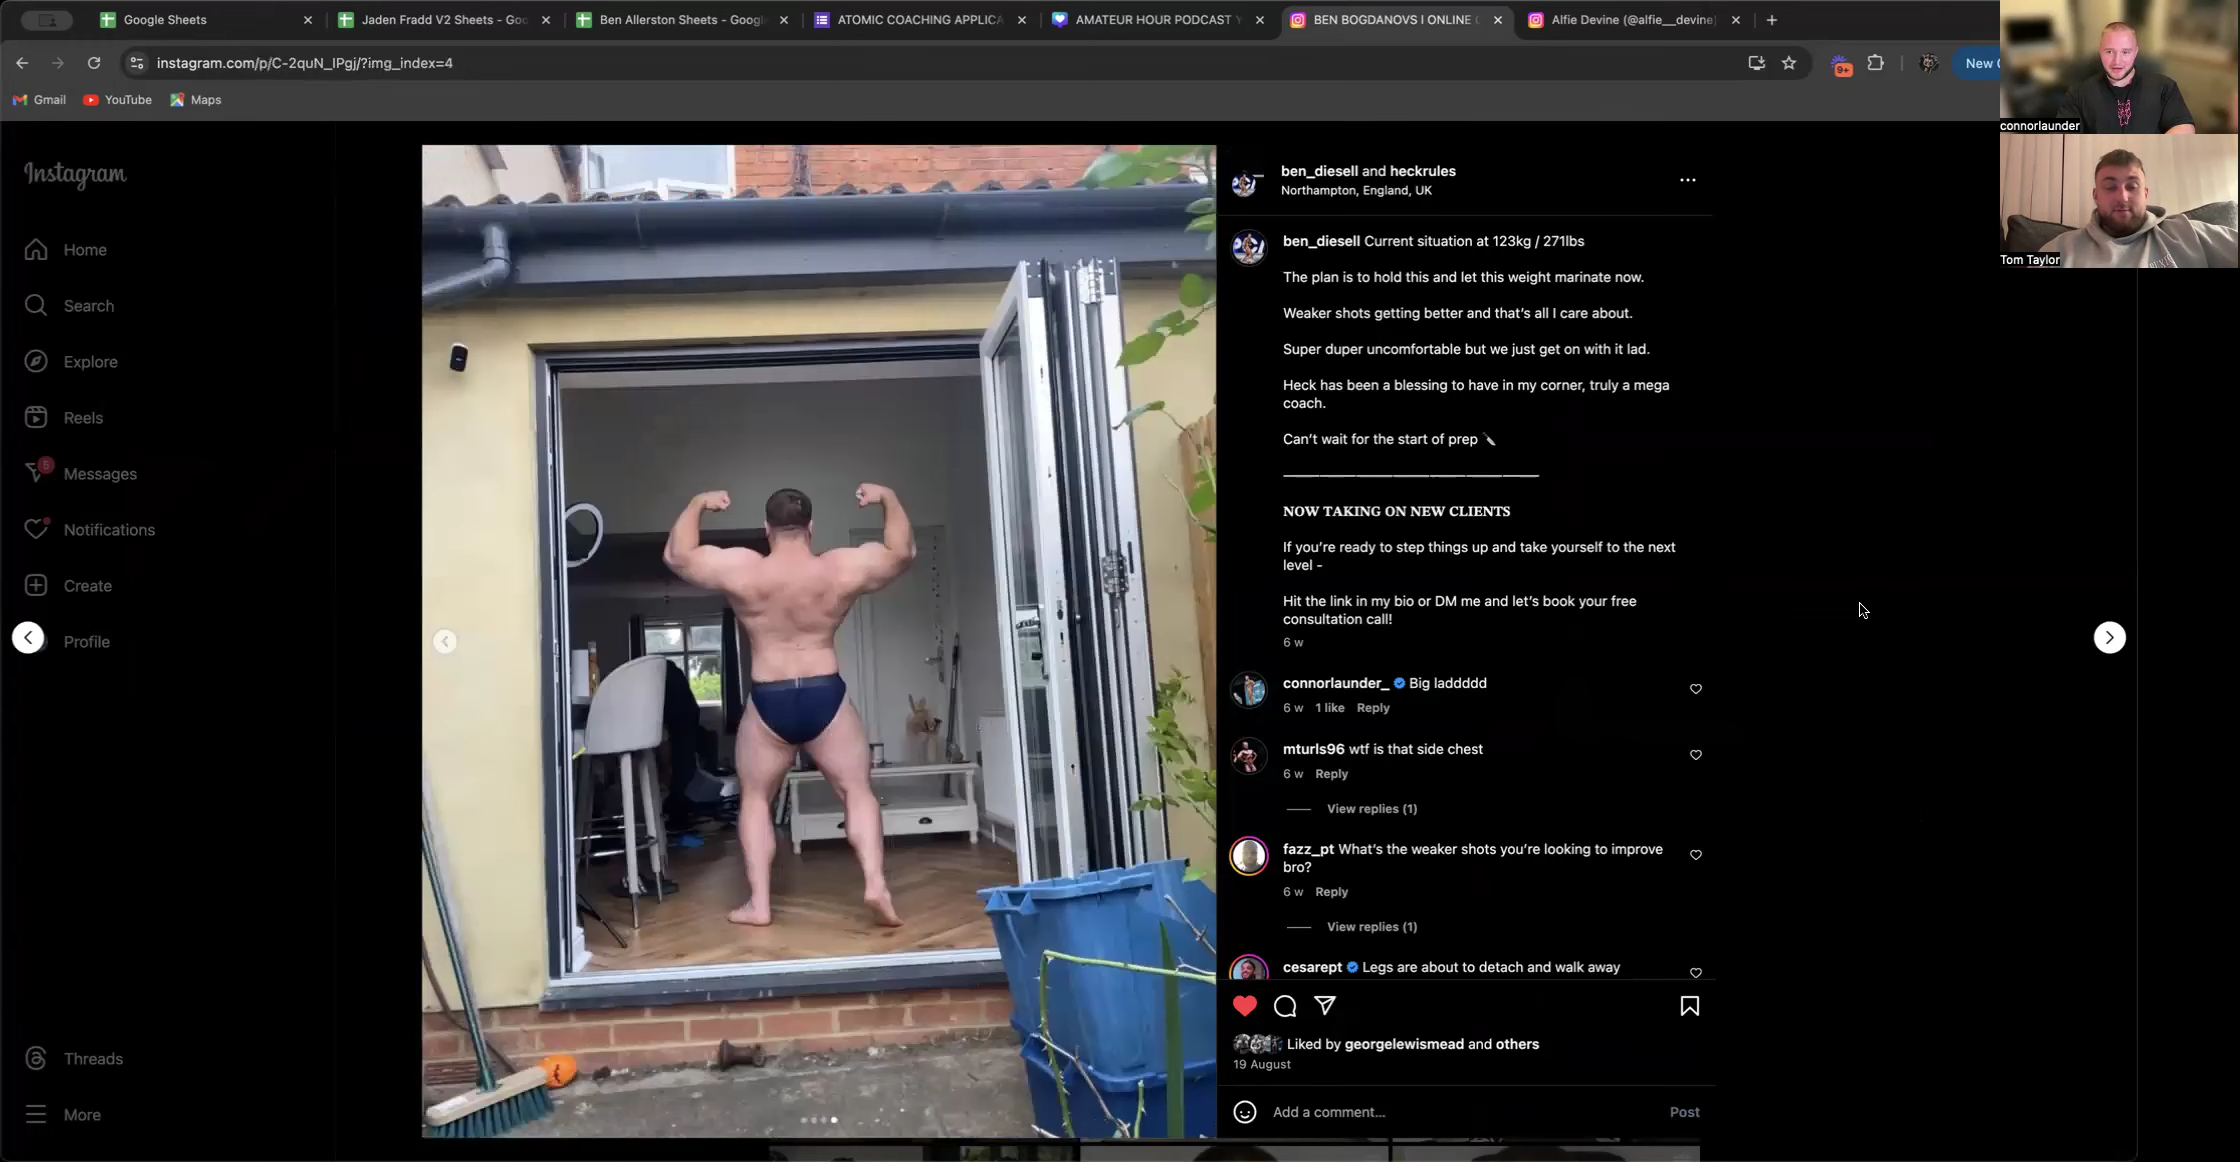 Google Sheets
Jaden Fradd V2 Sheets - Goo
Ben Allerston Sheets - Google
ATOMIC COACHING APPLICA
AMATEUR HOUR PODCAST Y
BEN BOGDANOVS I ONLINE C
Alfie Devine (@alfie__devine)
instagram.com/p/C-2quN_IPgj/?img_index=4
9+
New C
Gmail
YouTube
Maps
connorlaunder
Tom Taylor
Instagram
Home
Search
Explore
Reels
5
Messages
Notifications
Create
Profile
Threads
More
ben_diesell and heckrules
Northampton, England, UK
ben_diesell Current situation at 123kg / 271lbs
The plan is to hold this and let this weight marinate now.
Weaker shots getting better and that's all I care about.
Super duper uncomfortable but we just get on with it lad.
Heck has been a blessing to have in my corner, truly a mega
coach.
Can't wait for the start of prep 🔪
NOW TAKING ON NEW CLIENTS
If you're ready to step things up and take yourself to the next
level -
Hit the link in my bio or DM me and let's book your free
consultation call!
6 w
connorlaunder_ Big laddddd
6 w 1 like Reply
mturls96 wtf is that side chest
6 w Reply
View replies (1)
fazz_pt What's the weaker shots you're looking to improve
bro?
6 w Reply
View replies (1)
cesarept Legs are about to detach and walk away
Liked by georgelewismead and others
19 August
Add a comment...
Post